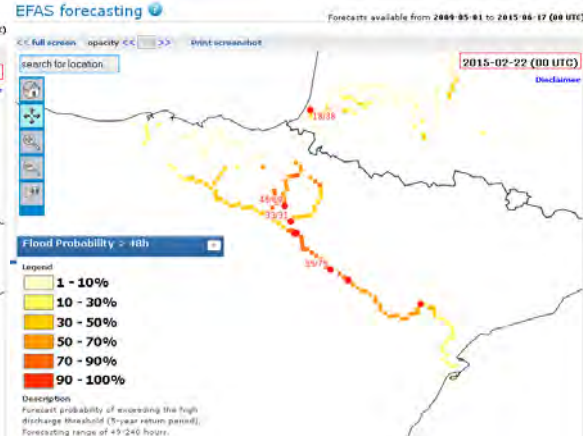 EFAS forecasting
Forecasts available from 2009-05-01 to 2015-06-17 (00 UTC)
<< full screen opacity << >> Print screenshot
search for location
2015-02-22 (00 UTC)
Disclaimer
33/31
Flood Probability > 48h
Legend
1 - 10%
10 - 30%
30 - 50%
50 - 70%
70 - 90%
90 - 100%
Description
Forecast probability of exceeding the high
discharge threshold (5-year return period),
Forecasting range of 49-240 hours.